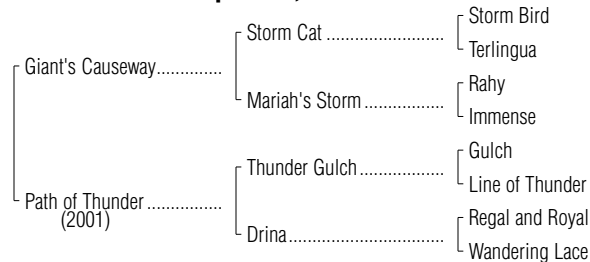 Storm Bird
Storm Cat ........................
Terlingua
Giant's Causeway..............
Rahy
Mariah's Storm .................
Immense
Gulch
Thunder Gulch..................
Line of Thunder
Path of Thunder ................
(2001)
Regal and Royal
Drina.................................
Wandering Lace